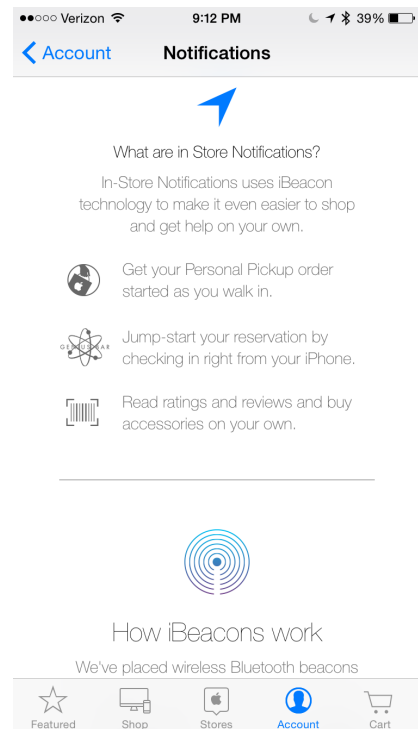 Verizon 9:12 PM 39%
Account Notifications
What are in Store Notifications?
In-Store Notifications uses iBeacon
technology to make it even easier to shop
and get help on your own.
Get your Personal Pickup order
started as you walk in.
GENIUS BAR
Jump-start your reservation by
checking in right from your iPhone.
Read ratings and reviews and buy
accessories on your own.
How iBeacons work
We've placed wireless Bluetooth beacons
Featured Shop Stores Account Cart